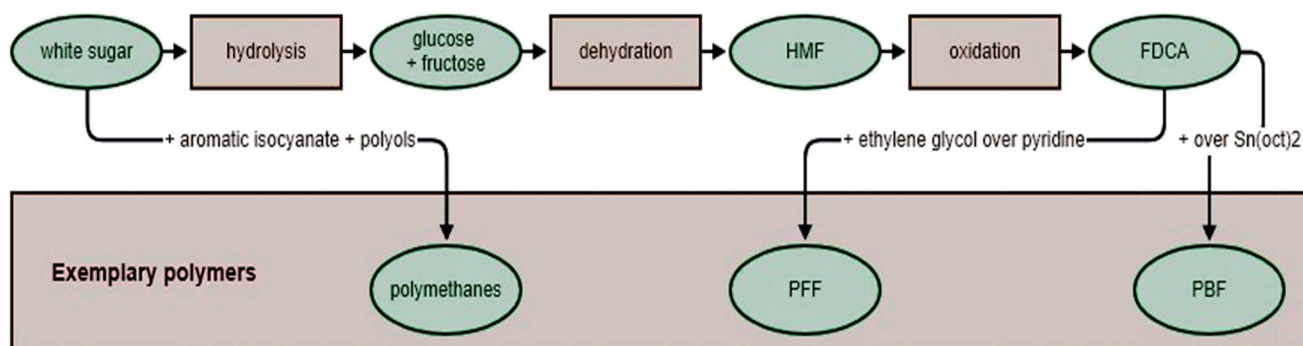 white sugar
hydrolysis
glucose
+ fructose
dehydration
HMF
oxidation
FDCA
+ aromatic isocyanate + polyols
+ ethylene glycol over pyridine
+ over Sn(oct)2
Exemplary polymers
polymethanes
PFF
PBF